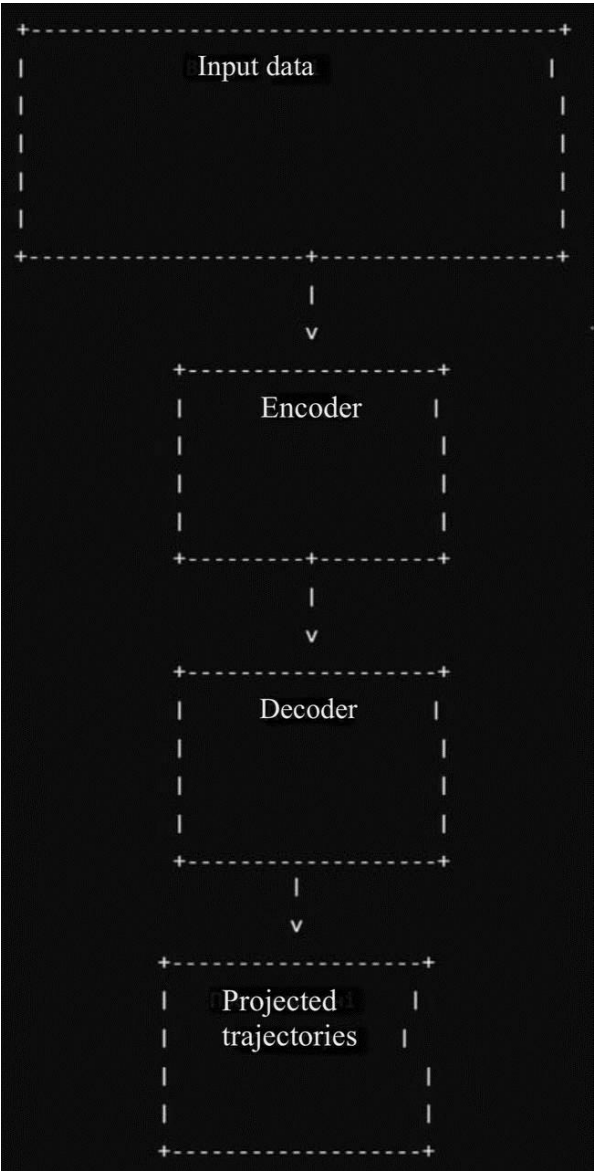 Input data
Encoder
Decoder
Projected
trajectories